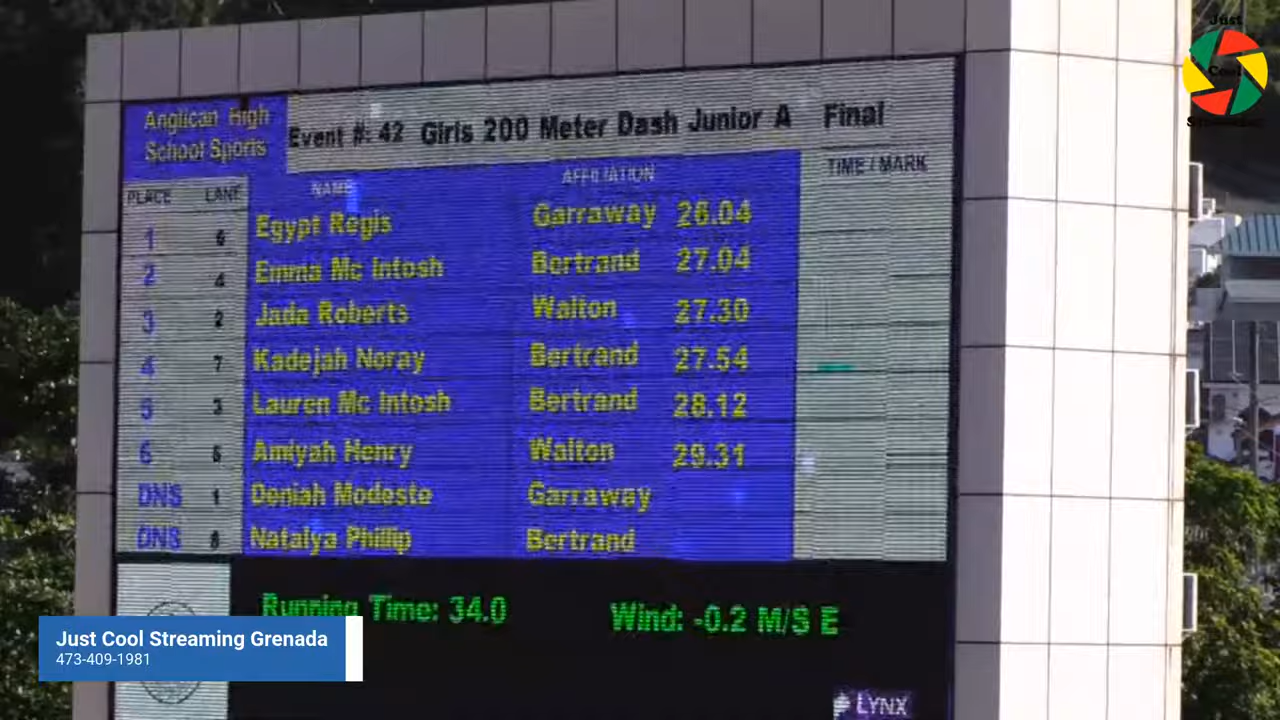 Just
Cool
Anglican High
School Sports
Event #: 42 Girls 200 Meter Dash Junior A Final
PLACE LANE NAME AFFILIATION TIME / MARK
1 6 Egypt Regis Garraway 26.04
2 4 Emma Mc Intosh Bertrand 27.04
3 2 Jada Roberts Walton 27.30
4 7 Kadejah Noray Bertrand 27.54
5 3 Lauren Mc Intosh Bertrand 28.12
6 5 Amiyah Henry Walton 29.31
DNS 1 Deniah Modeste Garraway
DNS 8 Natalya Phillip Bertrand
Running Time: 34.0 Wind: -0.2 M/S E
Just Cool Streaming Grenada
473-409-1981
LYNX